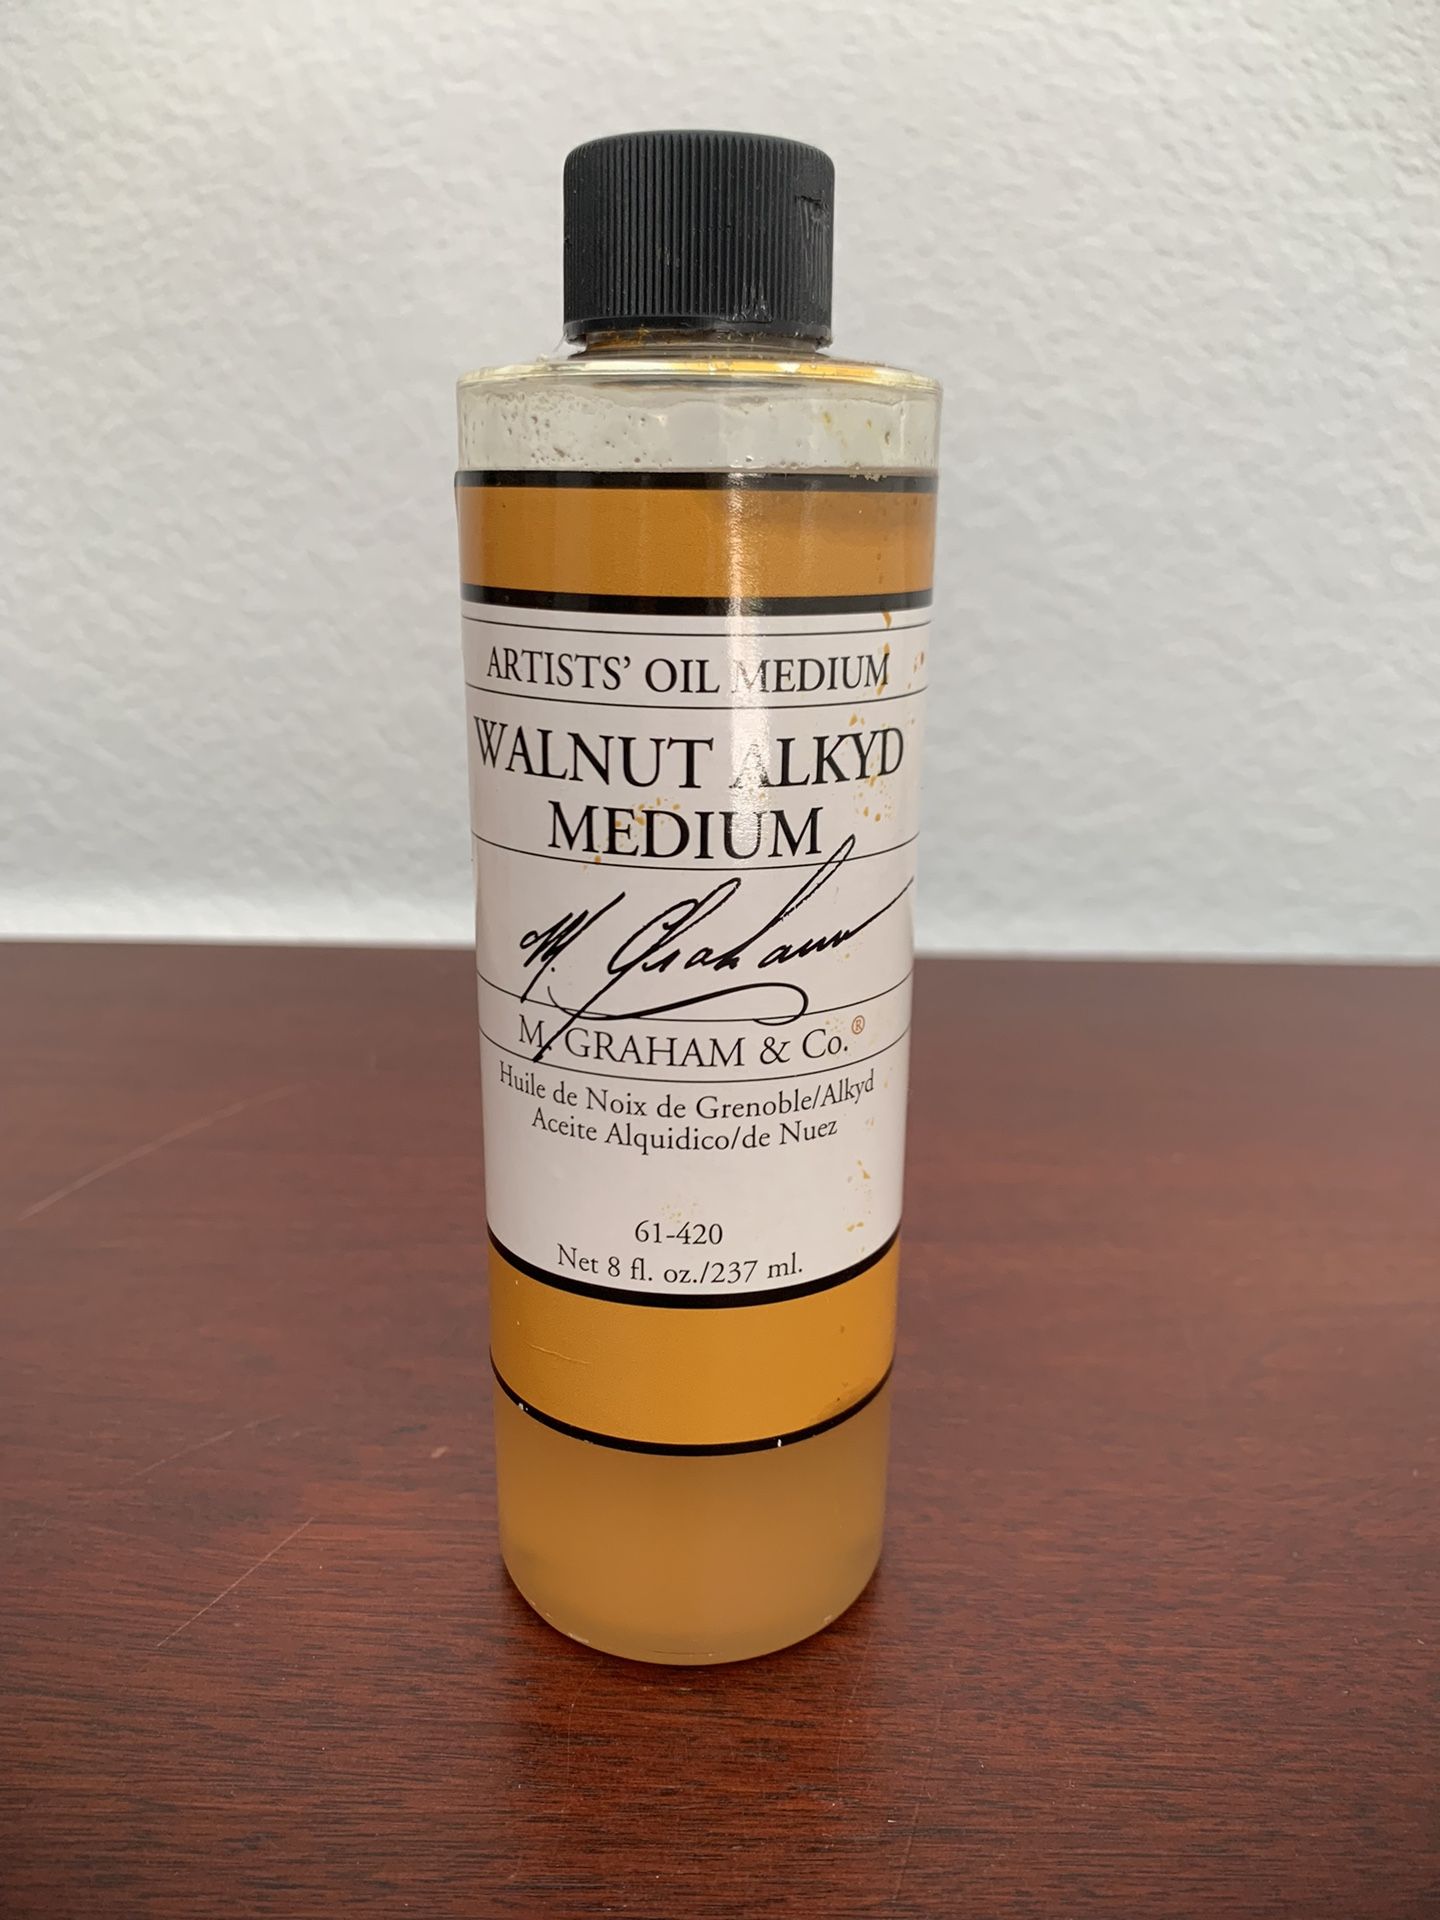 ARTISTS’ OIL MEDIUM
WALNUT ALKYD
MEDIUM
M. Graham
M. GRAHAM & Co.®
Huile de Noix de Grenoble/Alkyd
Aceite Alquidico/de Nuez
61-420
Net 8 fl. oz./237 ml.